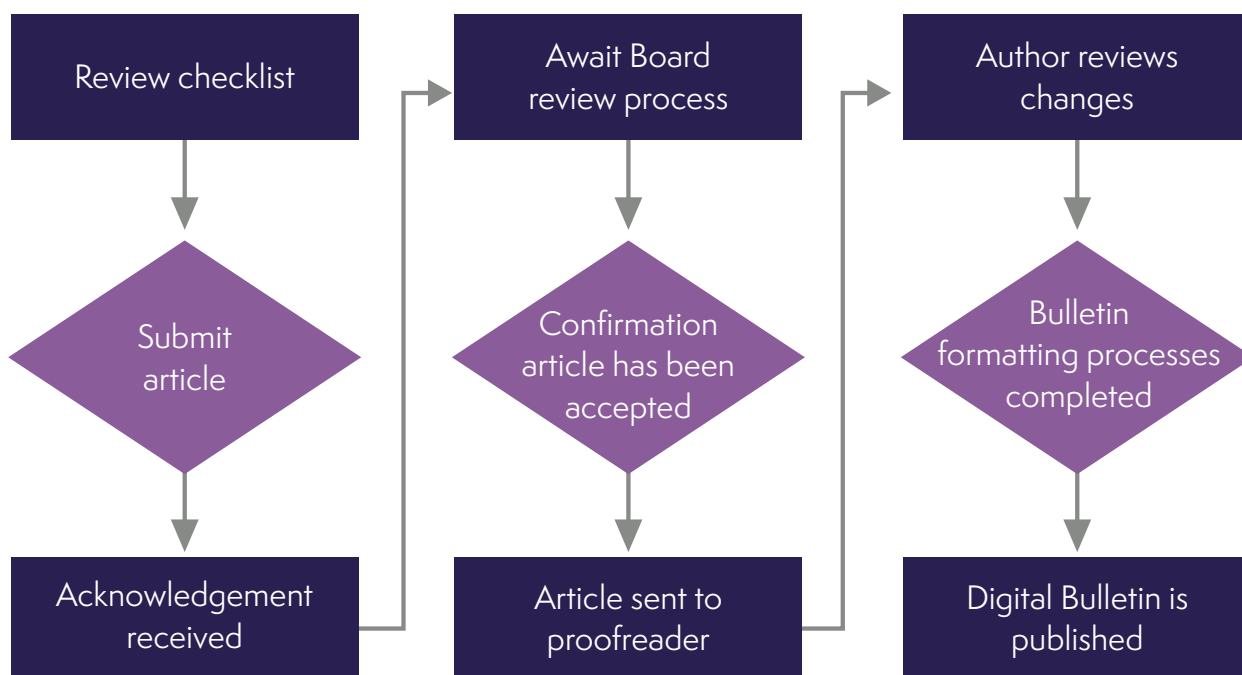 Review checklist
Submit
article
Acknowledgement
received
Await Board
review process
Confirmation
article has been
accepted
Article sent to
proofreader
Author reviews
changes
Bulletin
formatting processes
completed
Digital Bulletin is
published